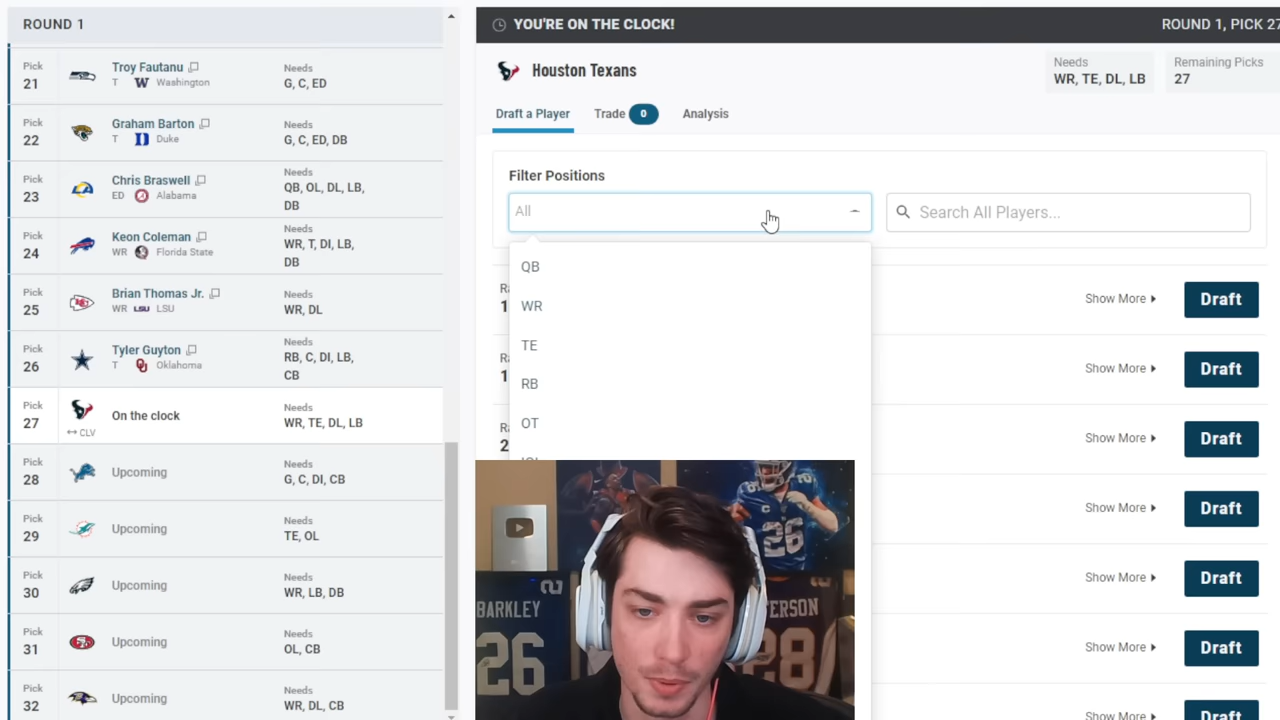 ROUND 1
Pick
21
Troy Fautanu
T W Washington
Needs
G, C, ED
Pick
22
Graham Barton
T D Duke
Needs
G, C, ED, DB
Pick
23
Chris Braswell
ED Alabama
Needs
QB, OL, DL, LB,
DB
Pick
24
Keon Coleman
WR Florida State
Needs
WR, T, DI, LB,
DB
Pick
25
Brian Thomas Jr.
WR LSU LSU
Needs
WR, DL
Pick
26
Tyler Guyton
T Oklahoma
Needs
RB, C, DI, LB,
CB
Pick
27
↔ CLV
On the clock
Needs
WR, TE, DL, LB
Pick
28
Upcoming
Needs
G, C, DI, CB
Pick
29
Upcoming
Needs
TE, OL
Pick
30
Upcoming
Needs
WR, LB, DB
Pick
31
Upcoming
Needs
OL, CB
Pick
32
Upcoming
Needs
WR, DL, CB
YOU'RE ON THE CLOCK!
ROUND 1, PICK 27
Houston Texans
Needs
WR, TE, DL, LB
Remaining Picks
27
Draft a Player
Trade 0
Analysis
Filter Positions
All
Search All Players...
QB
WR
TE
RB
OT
Show More
Draft
Show More
Draft
Show More
Draft
Show More
Draft
Show More
Draft
Show More
Draft
Show More
Draft
BARKLEY
26
26
ERSON
28